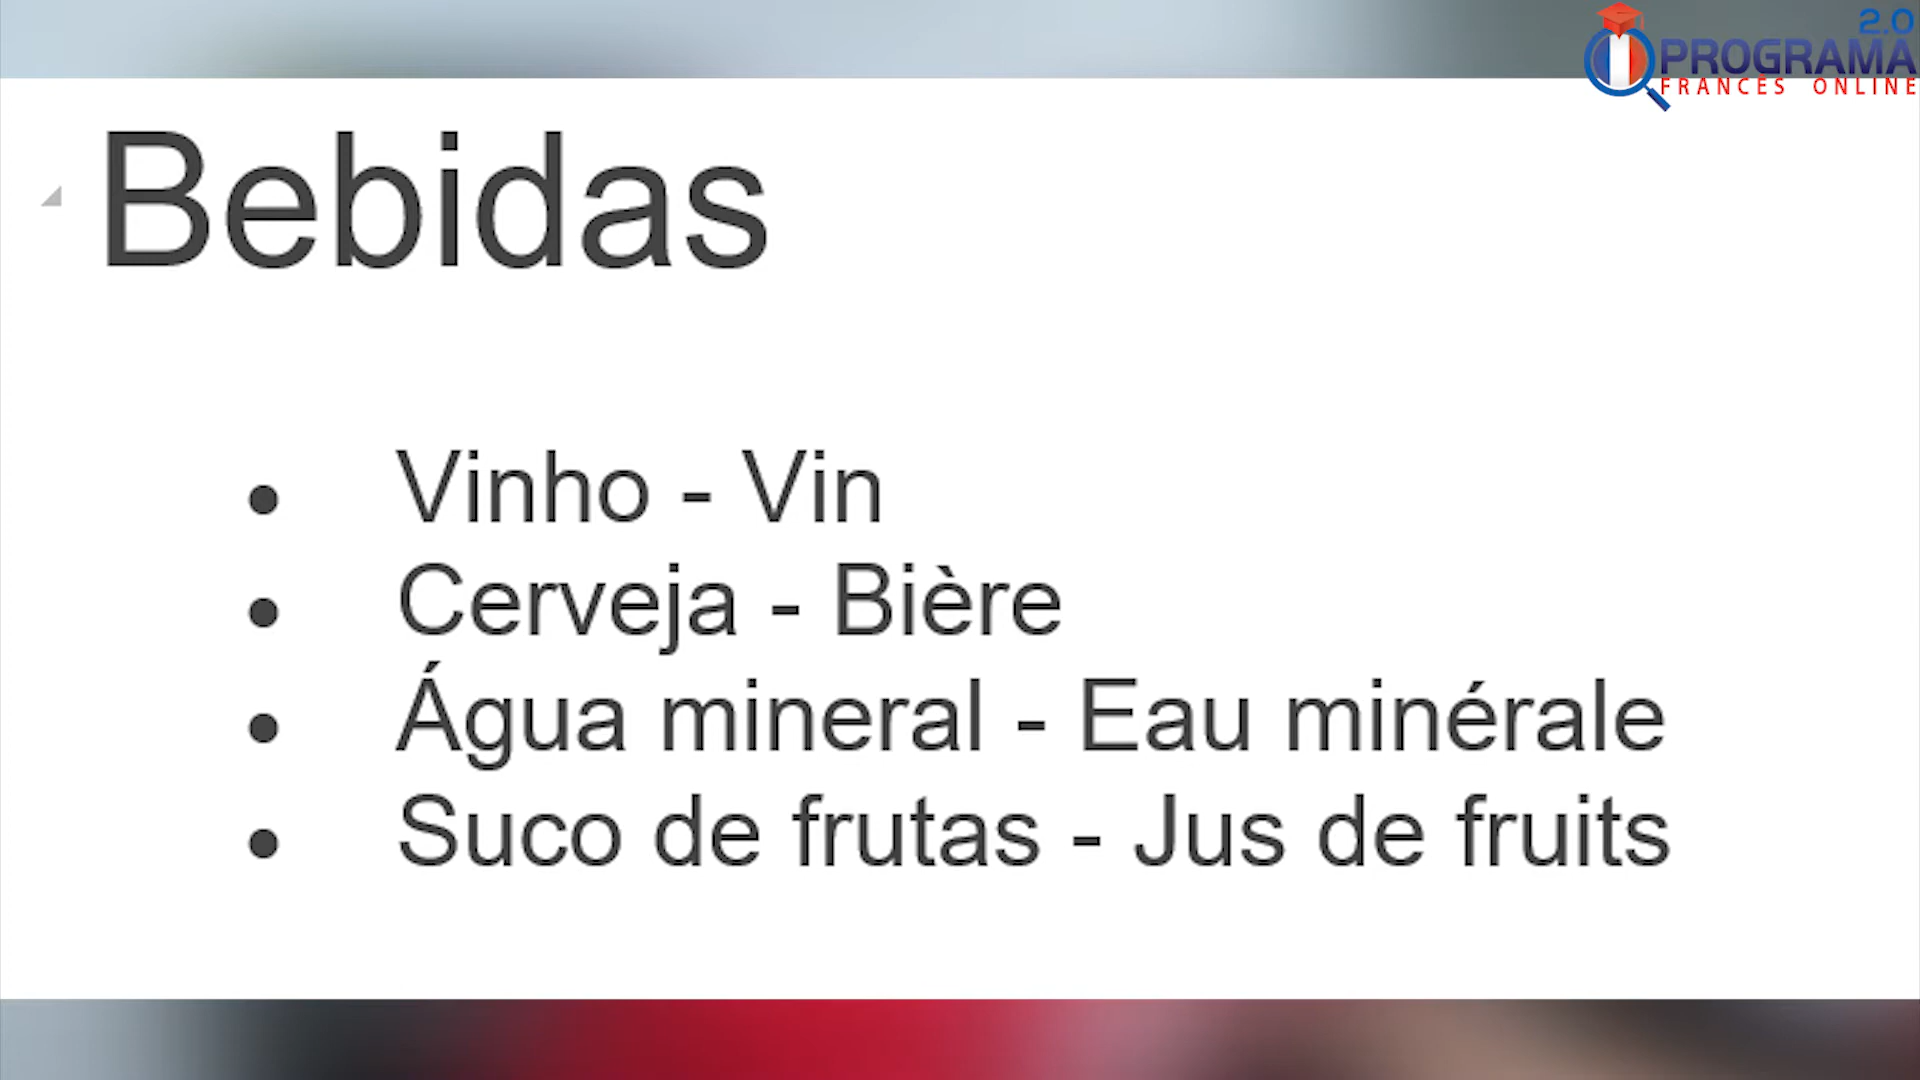 2.0
PROGRAMA
FRANCES ONLINE
Bebidas
• Vinho - Vin
• Cerveja - Bière
• Água mineral - Eau minérale
• Suco de frutas - Jus de fruits